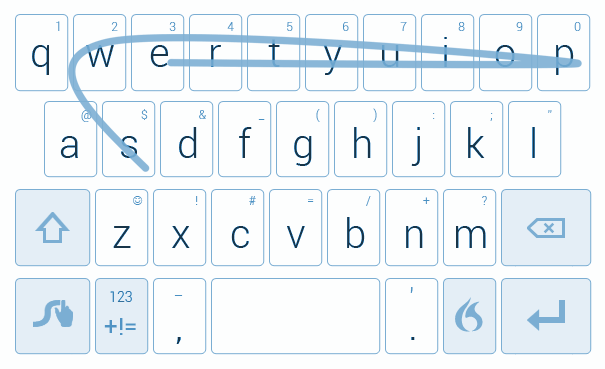 q 1 w 2 e 3 r 4 t 5 y 6 u 7 i 8 o 9 p 0
a @ s $ d & f _ g ( h ) j : k ; l "
z ☺ x ! c # v = b / n + m ?
123 +!= , – . '